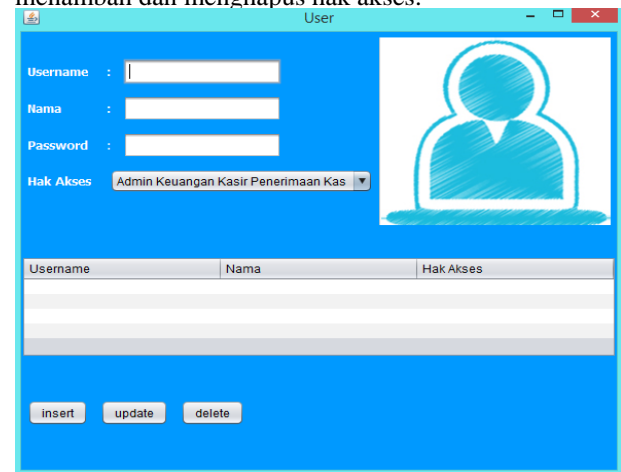 menambah dan menghapus hak akses.
User
Username :
Nama :
Password :
Hak Akses Admin Keuangan Kasir Penerimaan Kas
Username Nama Hak Akses
insert update delete